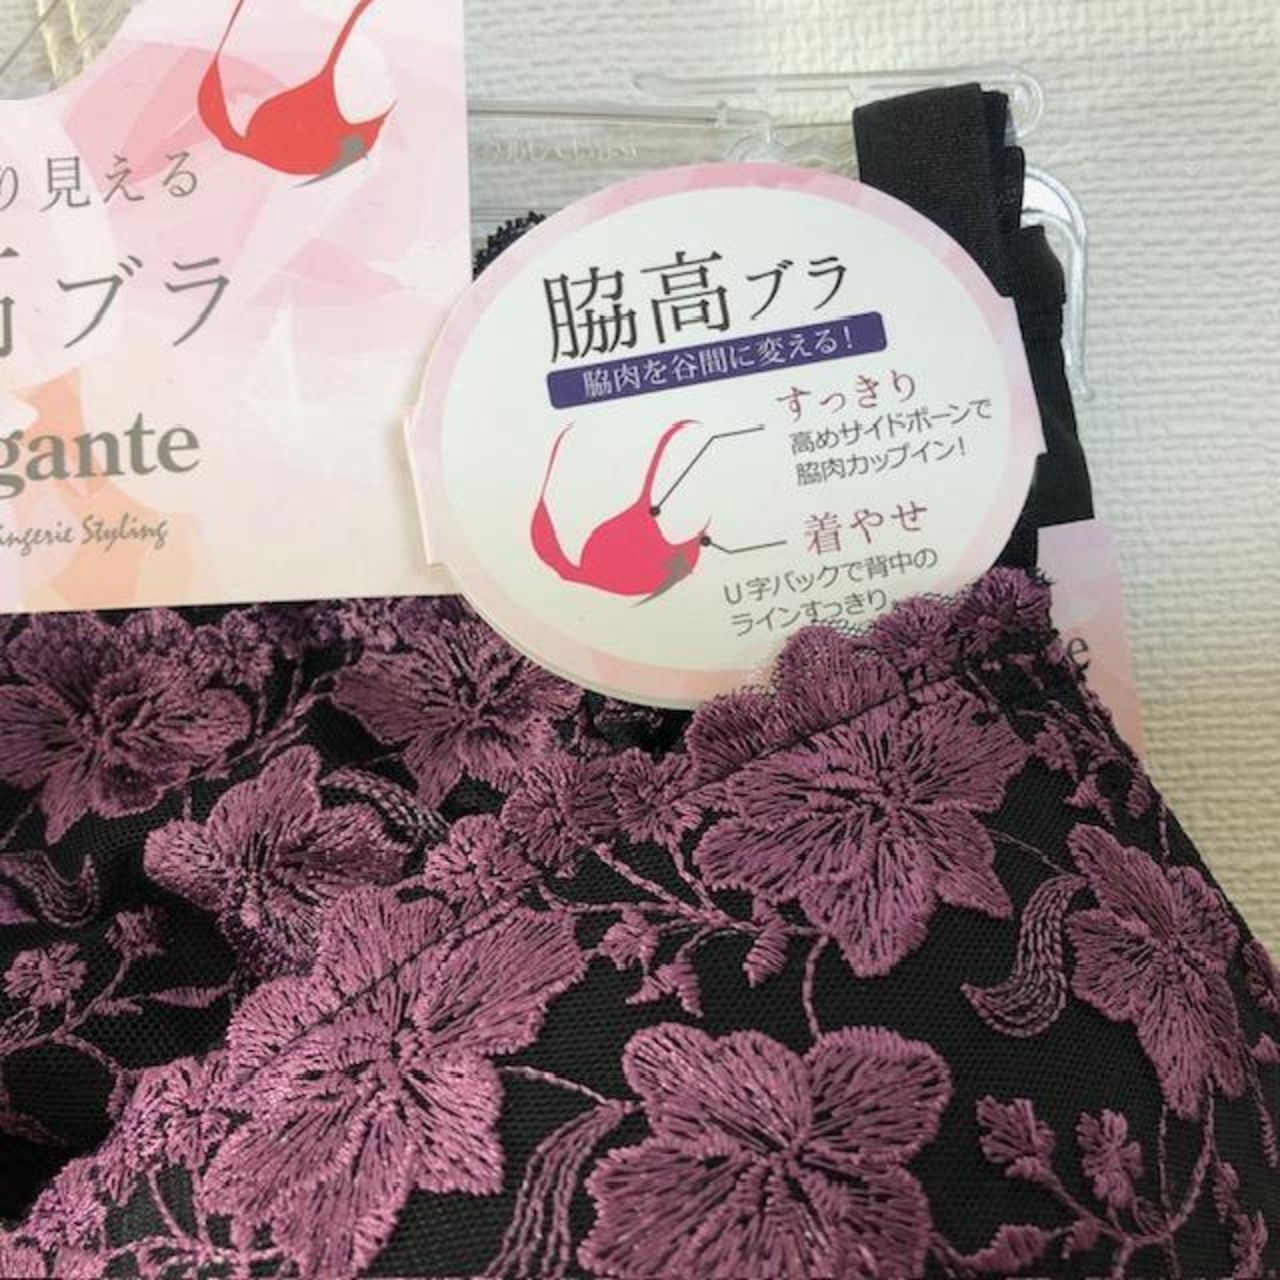 り見える
ブラ
gante
ingerie Styling
脇高ブラ
脇肉を谷間に変える!
すっきり
高めサイドボーンで
脇肉カップイン!
着やせ
U字バックで背中の
ラインすっきり
e